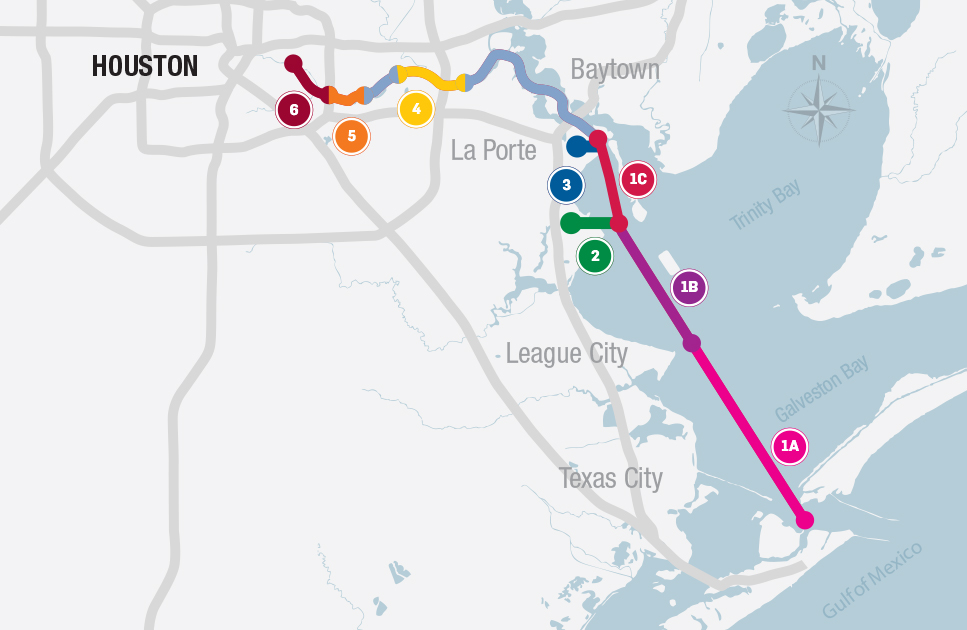 HOUSTON
N
Baytown
6
4
5
La Porte
3
1C
Trinity Bay
2
1B
League City
Galveston Bay
1A
Texas City
Gulf of Mexico